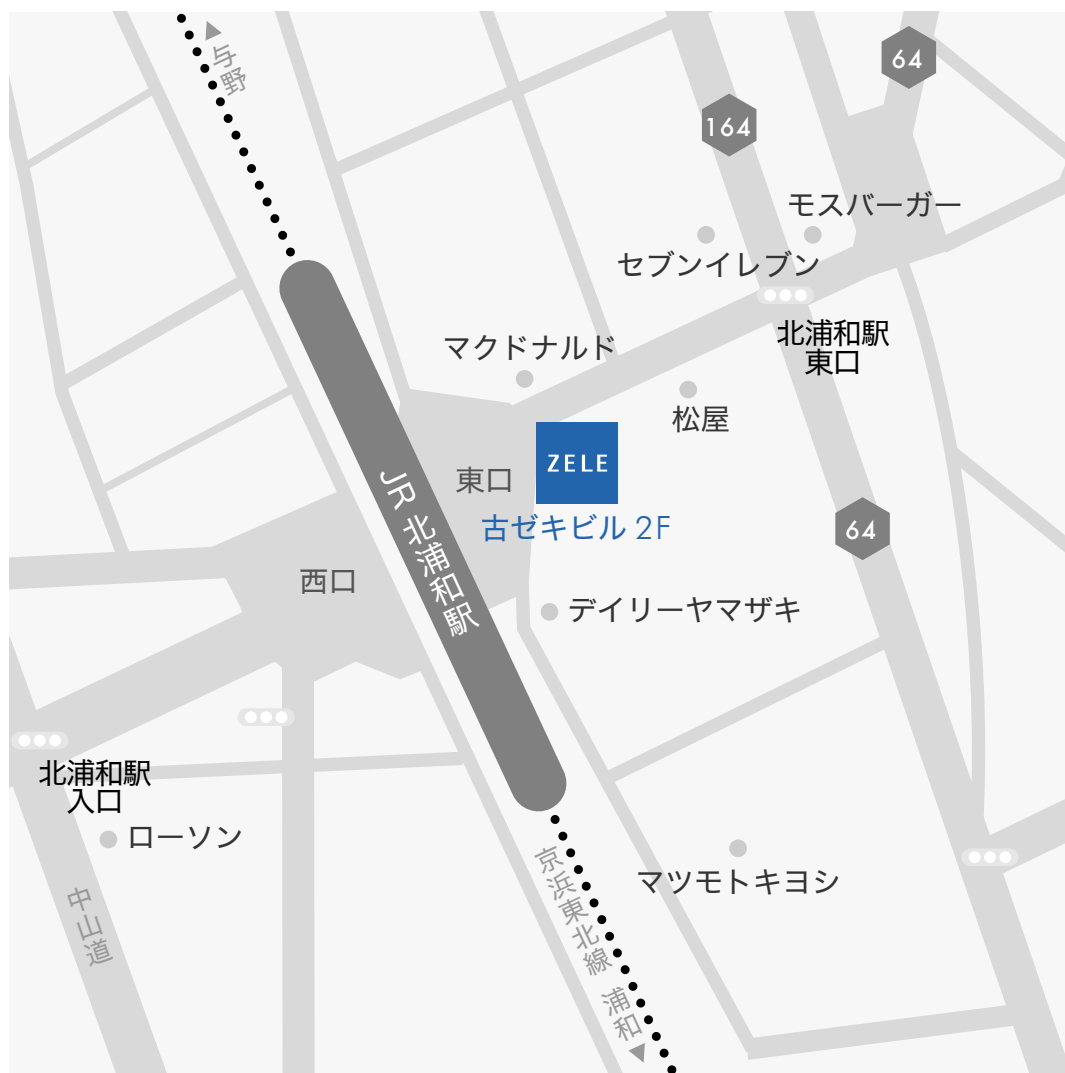 与野
64
164
モスバーガー
セブンイレブン
北浦和駅
東口
マクドナルド
松屋
ZELE
東口
古ゼキビル 2F
JR 北浦和駅
64
西口
デイリーヤマザキ
北浦和駅
入口
ローソン
マツモトキヨシ
中山道
京浜東北線
浦和